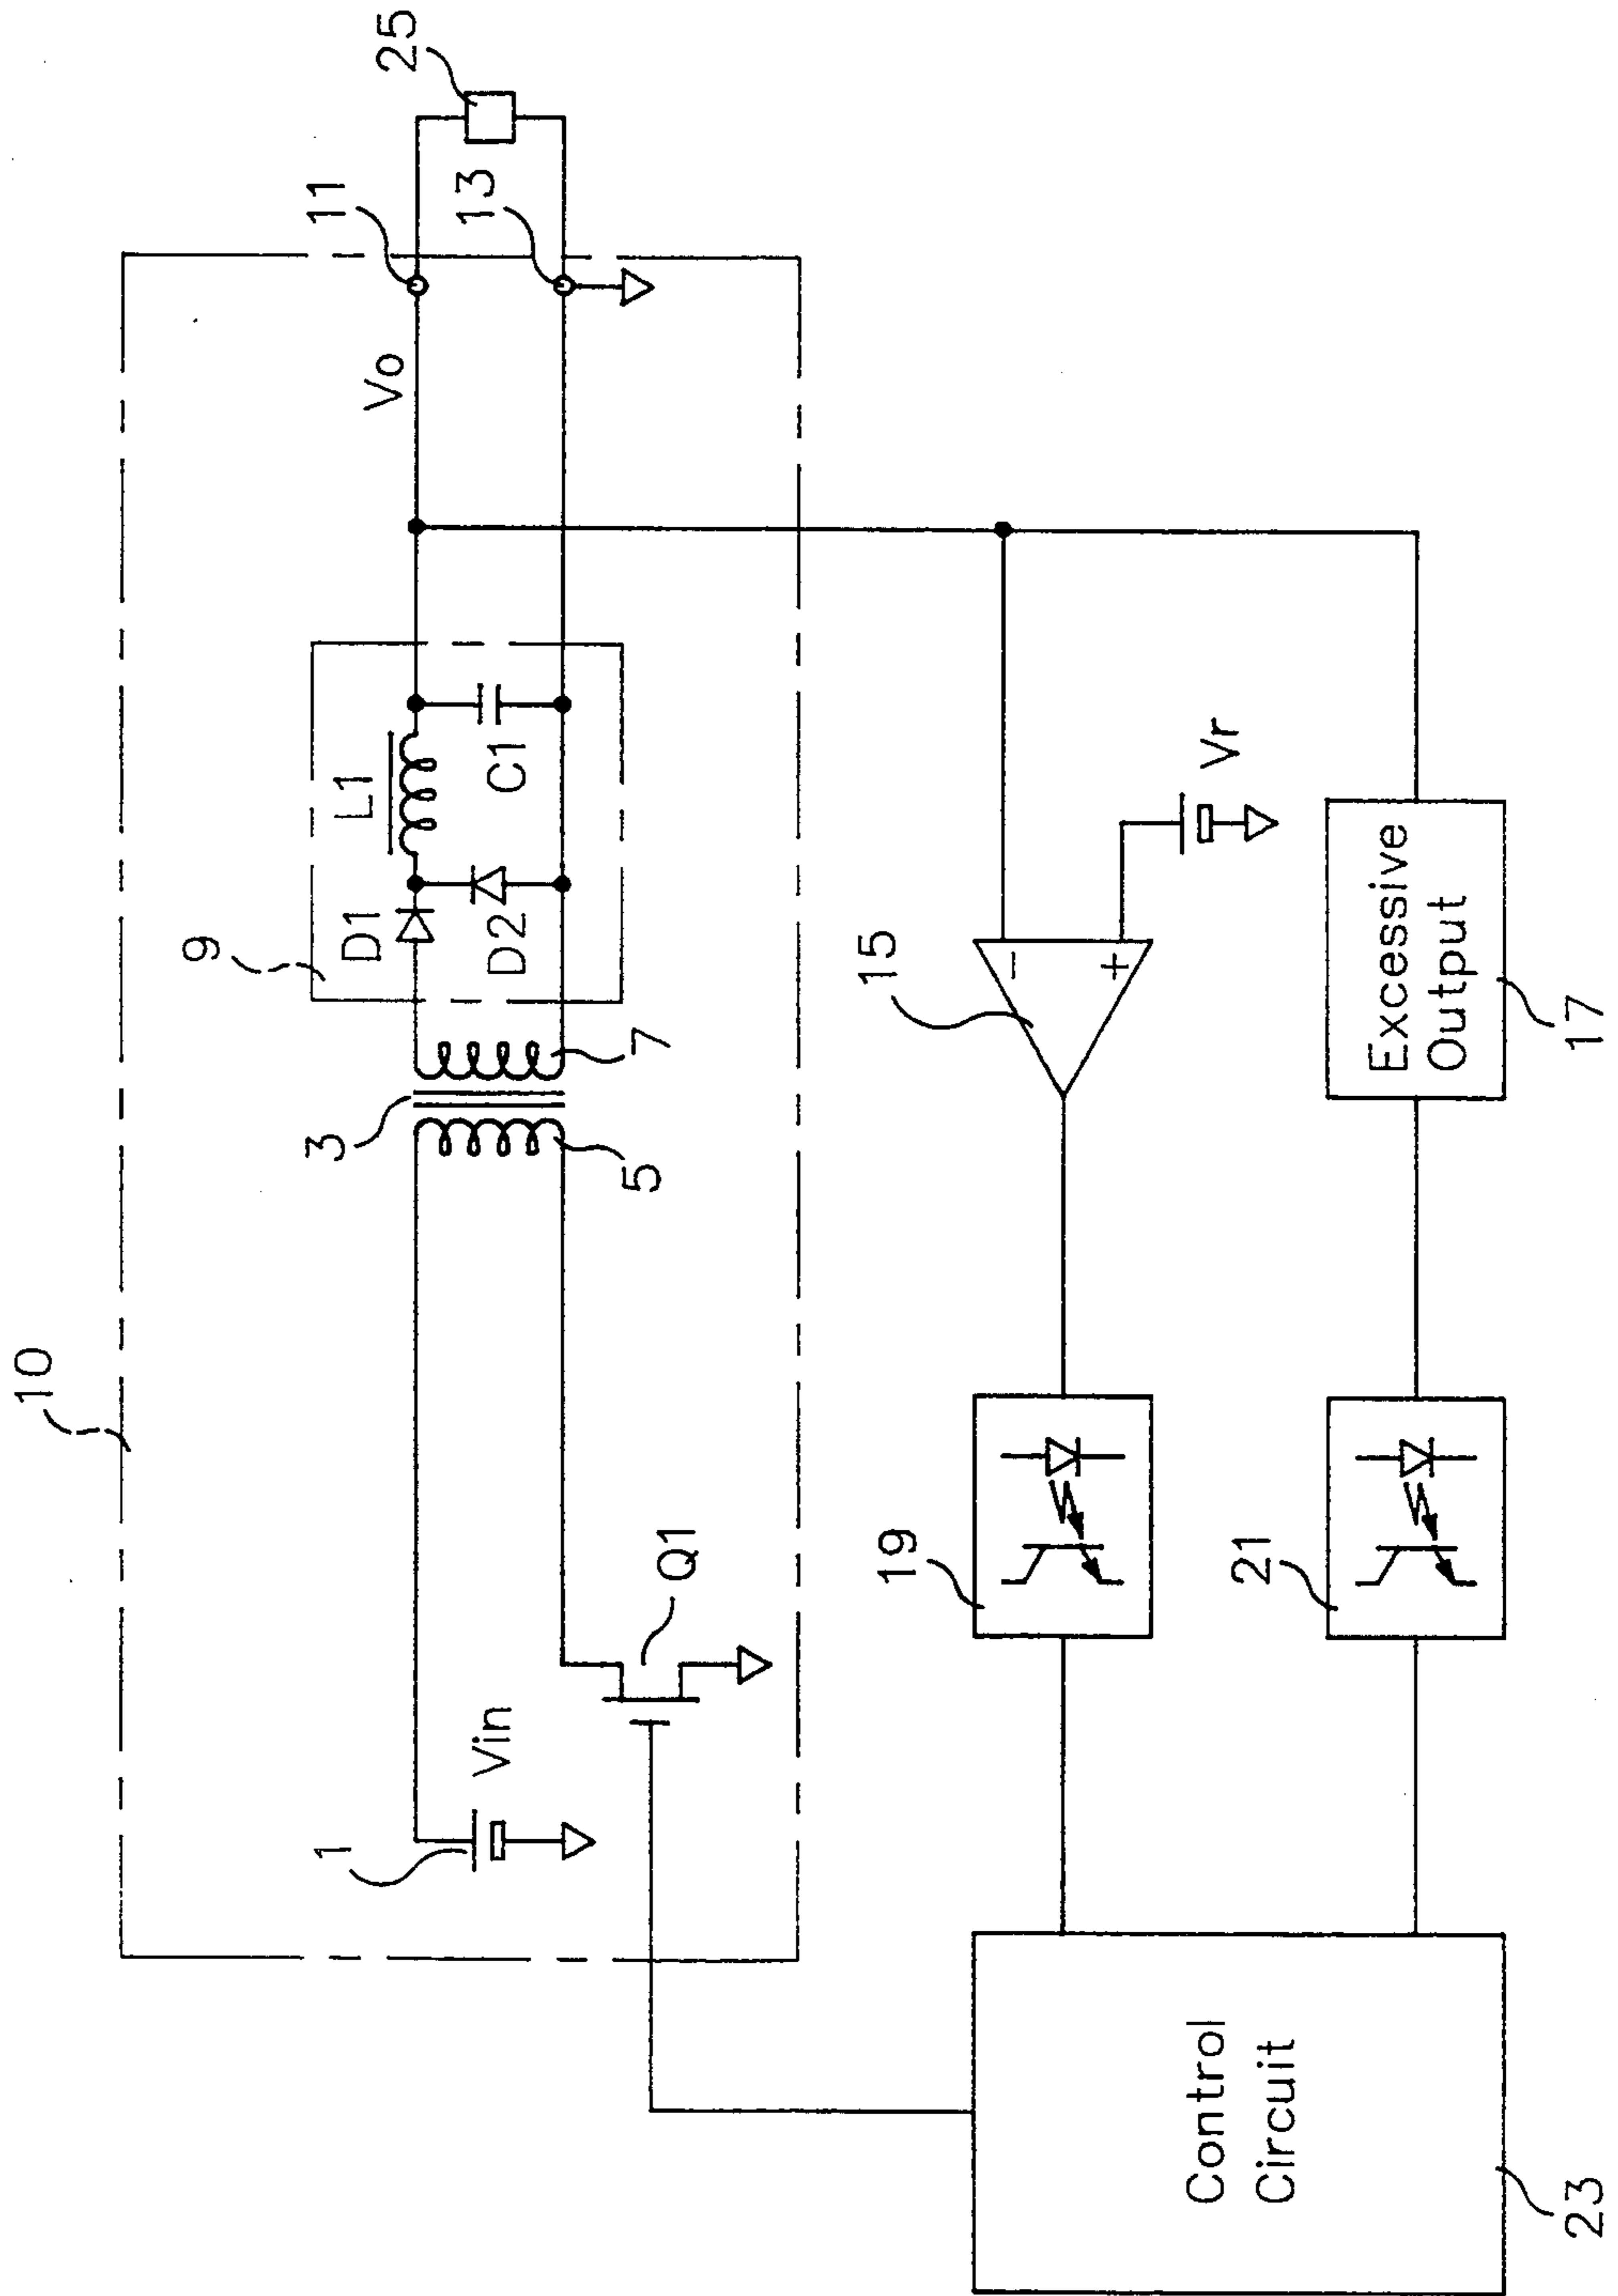 10
9
3
D1
L1
11
25
1
Vin
D2
C1
Vo
13
Q1
5
7
15
−
+
Vr
19
21
Excessive
Output
17
Control
Circuit
23